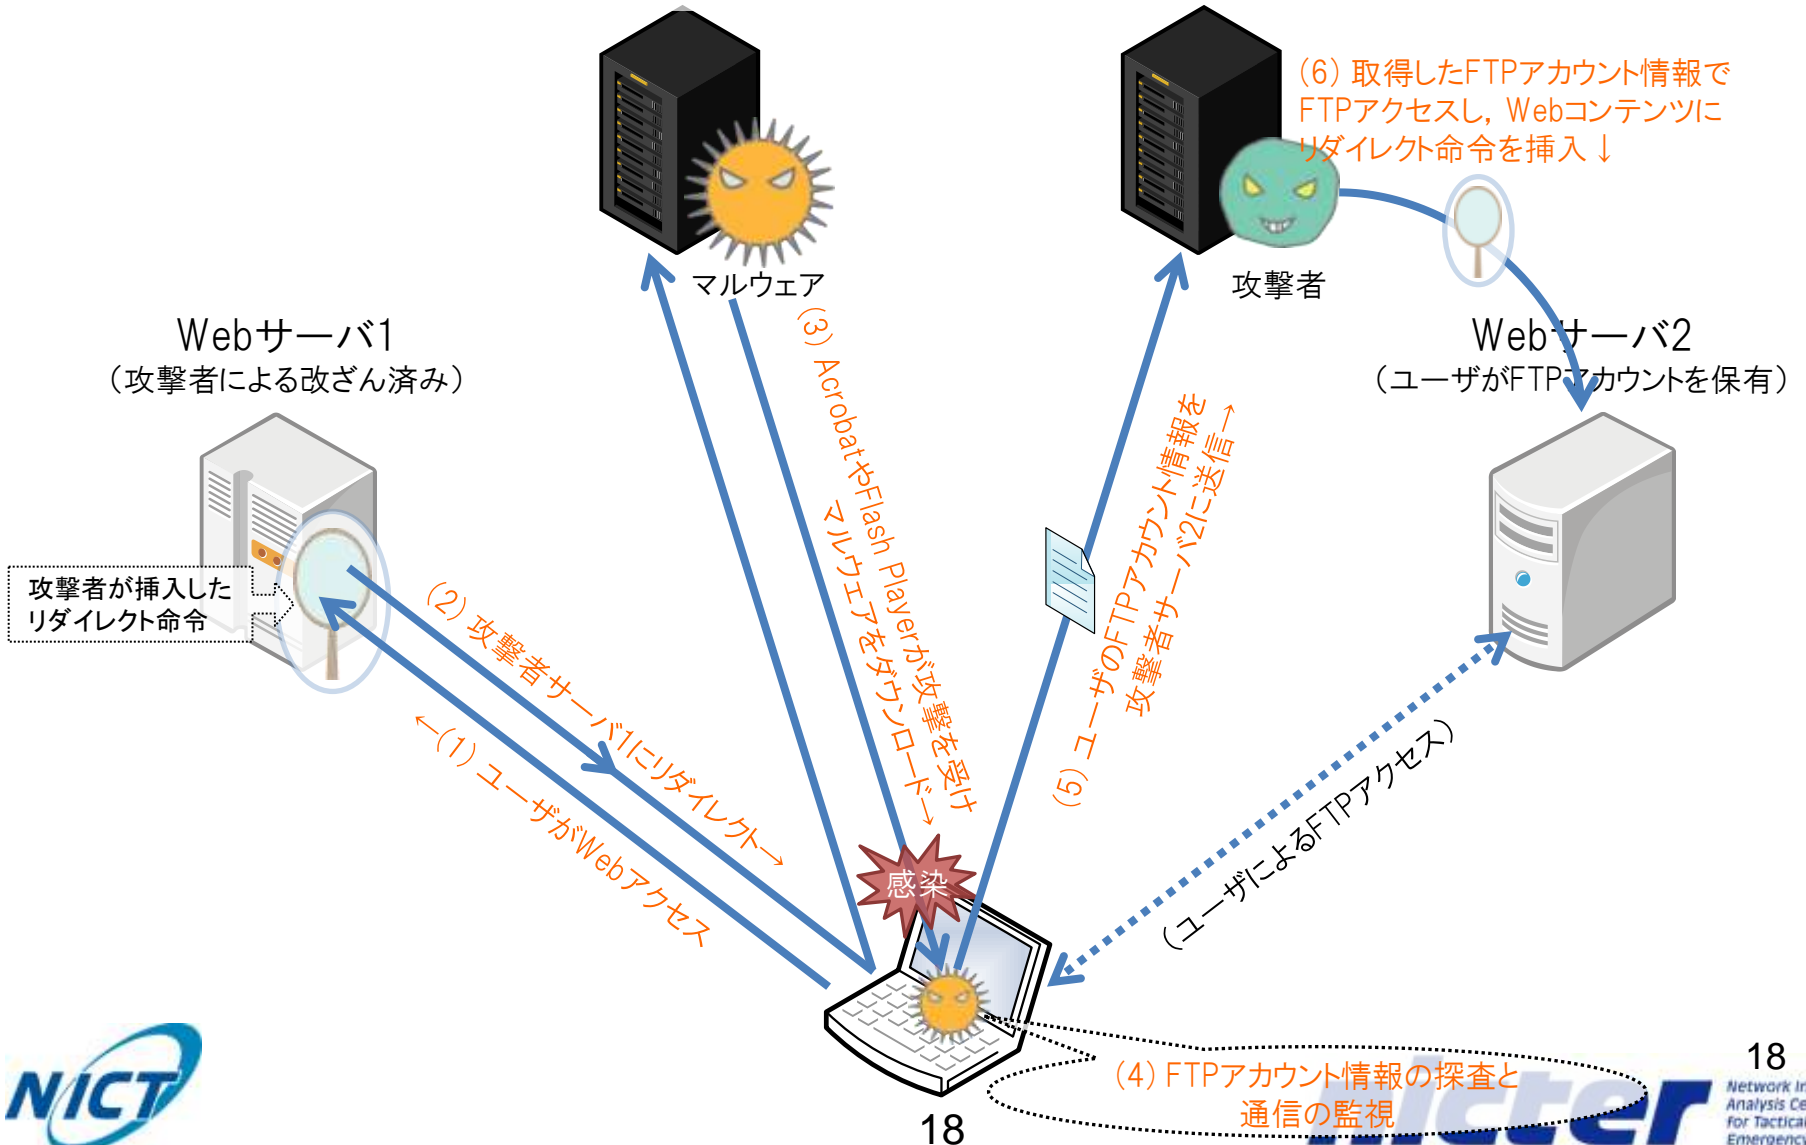 (6) 取得したFTPアカウント情報で
FTPアクセスし, Webコンテンツに
リダイレクト命令を挿入↓
マルウェア
攻撃者
Webサーバ1
(攻撃者による改ざん済み)
Webサーバ2
(ユーザがFTPアカウントを保有)
攻撃者が挿入した
リダイレクト命令
(2) 攻撃者サーバ1にリダイレクト→
←(1) ユーザがWebアクセス
(3) AcrobatやFlash Playerが攻撃を受け
マルウェアをダウンロード→
(5) ユーザのFTPアカウント情報を
攻撃者サーバ2に送信→
(ユーザによるFTPアクセス)
感染
(4) FTPアカウント情報の探査と
通信の監視
NICT
18
18
nicter
Network In
Analysis Ce
for Tactical
Emergenc